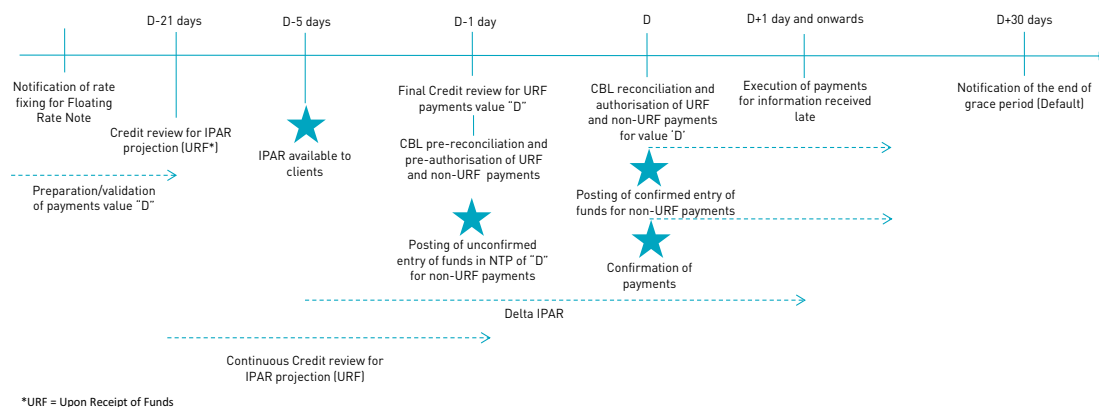 D-21 days
D-5 days
D-1 day
D
D+1 day and onwards
D+30 days
Notification of rate
fixing for Floating
Rate Note
Credit review for IPAR
projection (URF*)
Preparation/validation
of payments value “D”
IPAR available to
clients
Final Credit review for URF
payments value “D”
CBL pre-reconciliation and
pre-authorisation of URF
and non-URF payments
Posting of unconfirmed
entry of funds in NTP of “D”
for non-URF payments
CBL reconciliation and
authorisation of URF
and non-URF payments
for value ‘D’
Posting of confirmed entry of
funds for non-URF payments
Confirmation of
payments
Execution of payments
for information received
late
Notification of the end of
grace period (Default)
Delta IPAR
Continuous Credit review for
IPAR projection (URF)
*URF = Upon Receipt of Funds